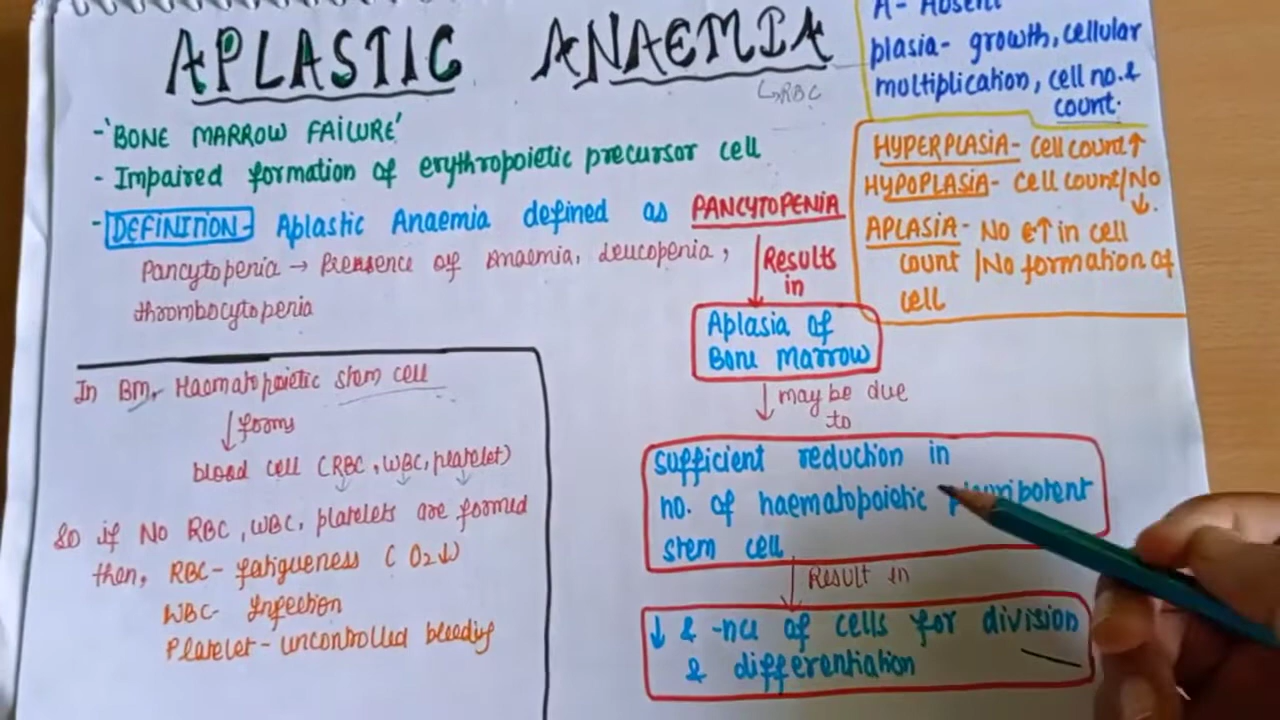 APLASTIC ANAEMIA
↳RBC
-'BONE MARROW FAILURE'
- Impaired formation of erythropoietic precursor cell
- DEFINITION- Aplastic Anaemia defined as PANCYTOPENIA
Pancytopenia → Presense of Anaemia, Leucopenia,
thrombocytopenia
A- Absent
plasia- growth, cellular
multiplication, cell no. &
count.
HYPERPLASIA- Cell count↑
HYPOPLASIA- Cell count/No
↓.
APLASIA- No ↑ in cell
count /No formation of
cell
Results
in
Aplasia of
Bone Marrow
may be due
to
Sufficient reduction in
no. of haematopoietic
stem cell
Result in
↓ & of cells for division
& differentiation
In BM, Haematopoietic stem cell
forms
blood cell (RBC, WBC, platelet)
So if No RBC, WBC, platelets are formed
then, RBC- fatigueness (O2↓)
WBC- Infection
Platelet- uncontrolled bleeding